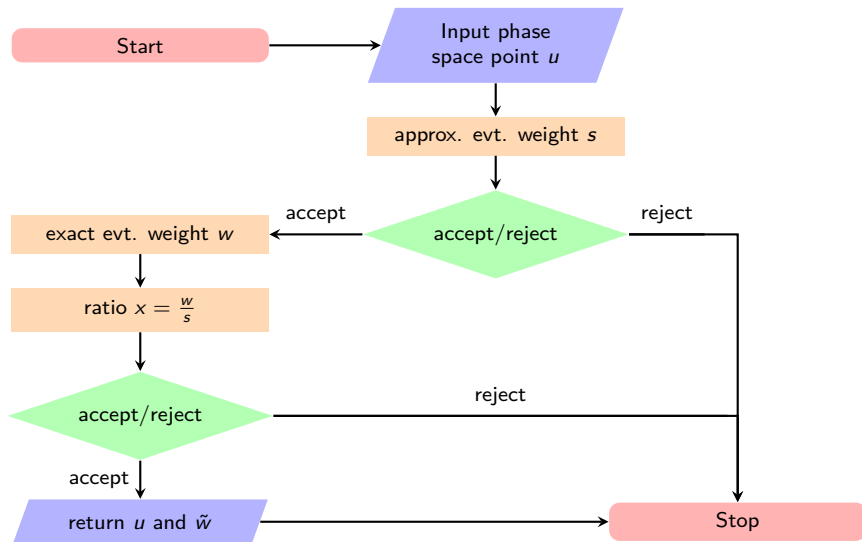 Start
Input phase
space point u
approx. evt. weight s
accept
reject
exact evt. weight w
accept/reject
ratio x = w/s
reject
accept/reject
accept
return u and w̃
Stop